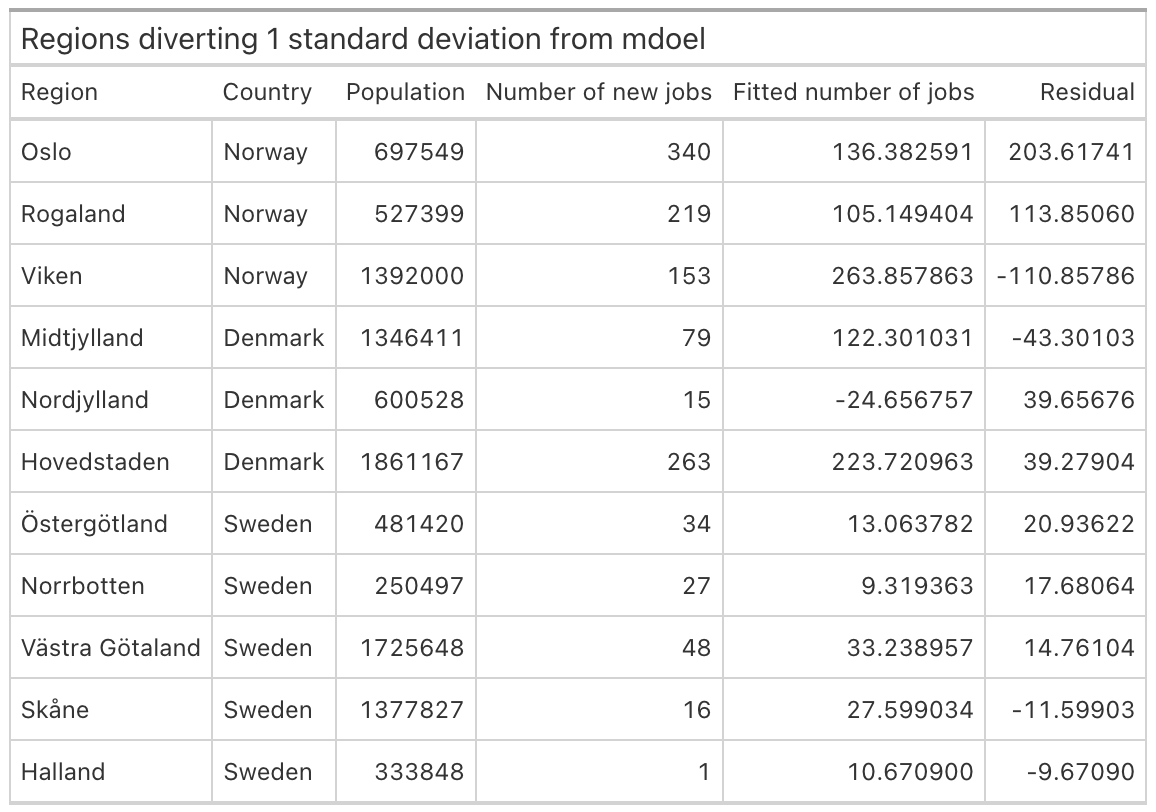 Regions diverting 1 standard deviation from mdoel
Region Country Population Number of new jobs Fitted number of jobs Residual
Oslo Norway 697549 340 136.382591 203.61741
Rogaland Norway 527399 219 105.149404 113.85060
Viken Norway 1392000 153 263.857863 -110.85786
Midtjylland Denmark 1346411 79 122.301031 -43.30103
Nordjylland Denmark 600528 15 -24.656757 39.65676
Hovedstaden Denmark 1861167 263 223.720963 39.27904
Östergötland Sweden 481420 34 13.063782 20.93622
Norrbotten Sweden 250497 27 9.319363 17.68064
Västra Götaland Sweden 1725648 48 33.238957 14.76104
Skåne Sweden 1377827 16 27.599034 -11.59903
Halland Sweden 333848 1 10.670900 -9.67090